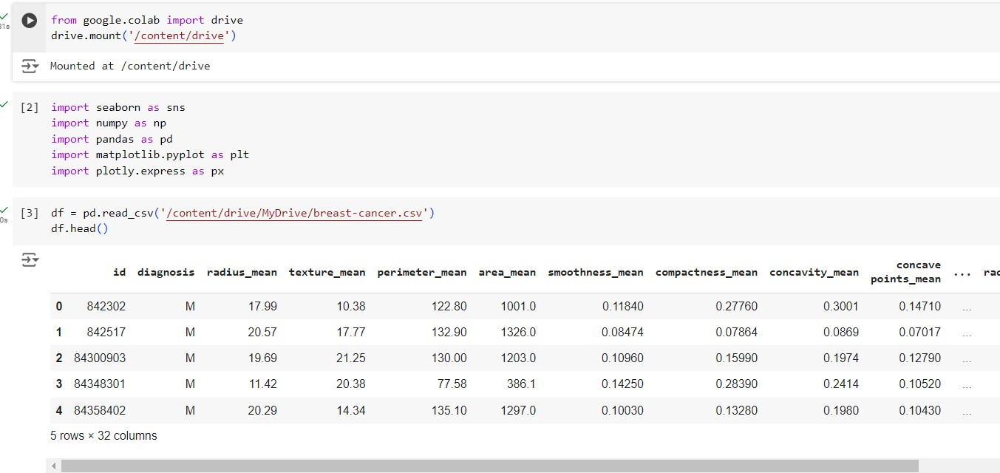 from google.colab import drive
drive.mount('/content/drive')
Mounted at /content/drive
[2] import seaborn as sns
import numpy as np
import pandas as pd
import matplotlib.pyplot as plt
import plotly.express as px
[3] df = pd.read_csv('/content/drive/MyDrive/breast-cancer.csv')
df.head()
id diagnosis radius_mean texture_mean perimeter_mean area_mean smoothness_mean compactness_mean concavity_mean concave points_mean ... rac
0 842302 M 17.99 10.38 122.80 1001.0 0.11840 0.27760 0.3001 0.14710 ...
1 842517 M 20.57 17.77 132.90 1326.0 0.08474 0.07864 0.0869 0.07017 ...
2 84300903 M 19.69 21.25 130.00 1203.0 0.10960 0.15990 0.1974 0.12790 ...
3 84348301 M 11.42 20.38 77.58 386.1 0.14250 0.28390 0.2414 0.10520 ...
4 84358402 M 20.29 14.34 135.10 1297.0 0.10030 0.13280 0.1980 0.10430 ...
5 rows × 32 columns